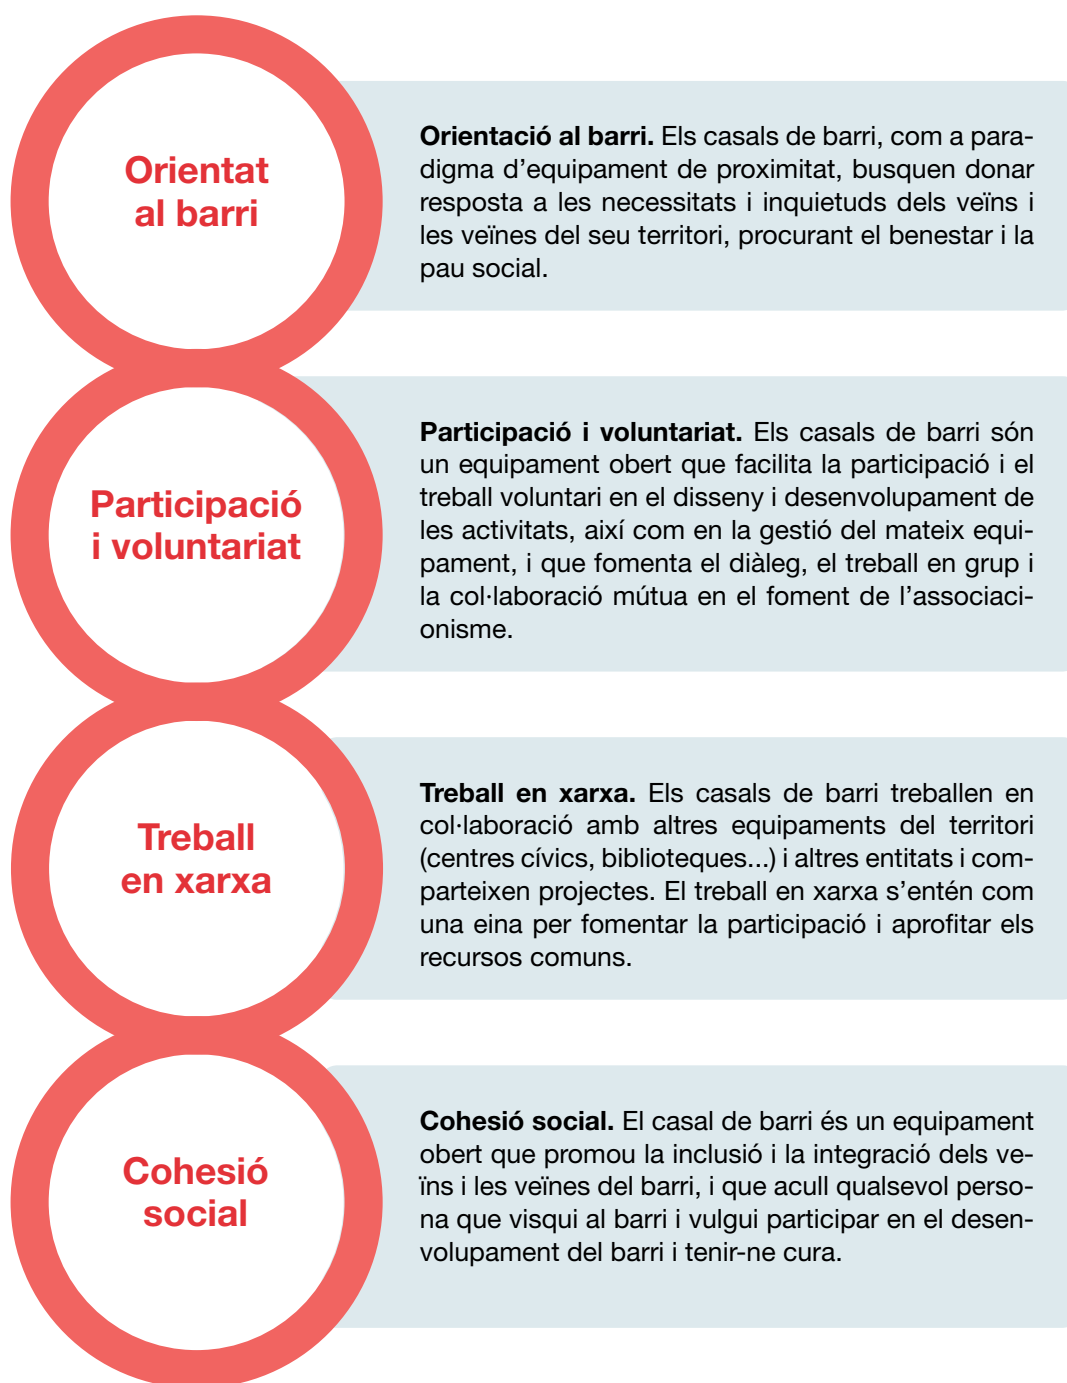 Orientat
al barri
Orientació al barri. Els casals de barri, com a para-
digma d’equipament de proximitat, busquen donar
resposta a les necessitats i inquietuds dels veïns i
les veïnes del seu territori, procurant el benestar i la
pau social.
Participació
i voluntariat
Participació i voluntariat. Els casals de barri són
un equipament obert que facilita la participació i el
treball voluntari en el disseny i desenvolupament de
les activitats, així com en la gestió del mateix equi-
pament, i que fomenta el diàleg, el treball en grup i
la col·laboració mútua en el foment de l’associaci-
onisme.
Treball
en xarxa
Treball en xarxa. Els casals de barri treballen en
col·laboració amb altres equipaments del territori
(centres cívics, biblioteques...) i altres entitats i com-
parteixen projectes. El treball en xarxa s’entén com
una eina per fomentar la participació i aprofitar els
recursos comuns.
Cohesió
social
Cohesió social. El casal de barri és un equipament
obert que promou la inclusió i la integració dels ve-
ïns i les veïnes del barri, i que acull qualsevol perso-
na que visqui al barri i vulgui participar en el desen-
volupament del barri i tenir-ne cura.